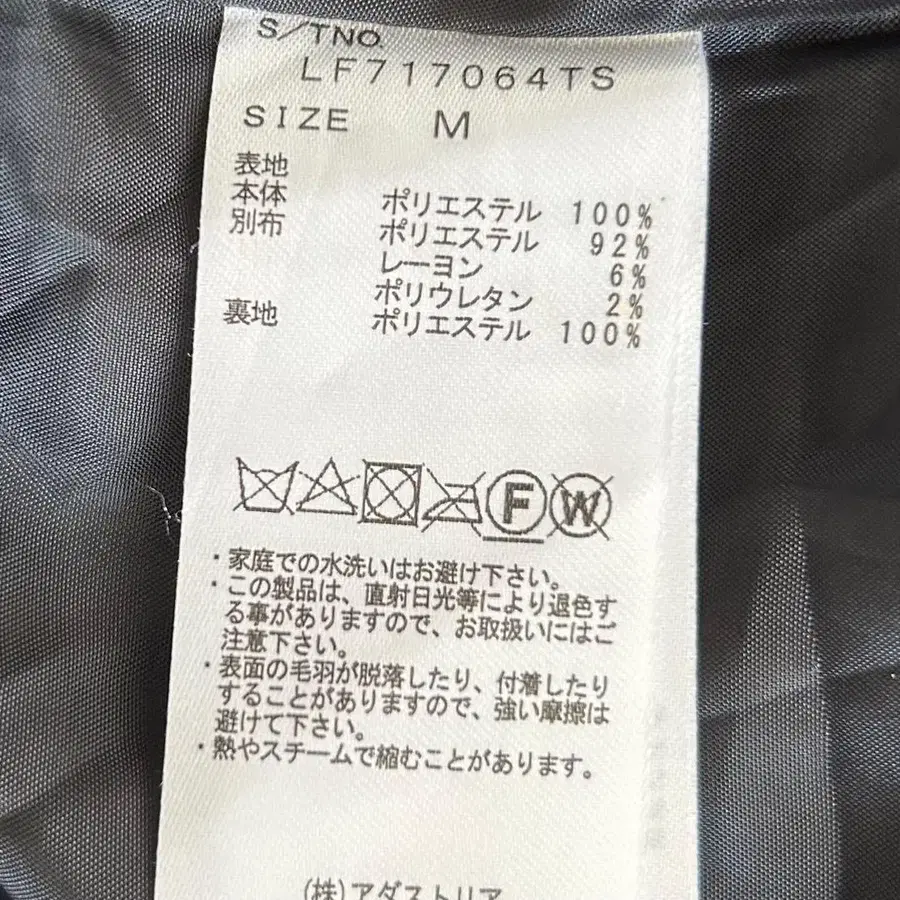 S/TNO.
LF717064TS
SIZE M
表地
本体 ポリエステル 100%
別布 ポリエステル 92%
レーヨン 6%
ポリウレタン 2%
裏地 ポリエステル 100%
F W
・家庭での水洗いはお避け下さい。
・この製品は、直射日光等により退色す
る事がありますので、お取扱いにはご
注意下さい。
・表面の毛羽が脱落したり、付着したり
することがありますので、強い摩擦は
避けて下さい。
・熱やスチームで縮むことがあります。
(株)アダストリア